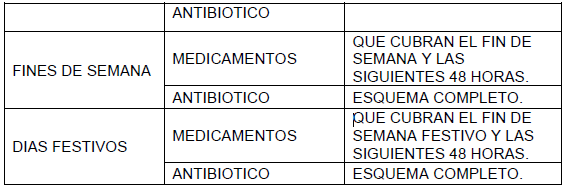 ANTIBIOTICO
FINES DE SEMANA
MEDICAMENTOS
QUE CUBRAN EL FIN DE
SEMANA Y LAS
SIGUIENTES 48 HORAS.
ANTIBIOTICO
ESQUEMA COMPLETO.
DIAS FESTIVOS
MEDICAMENTOS
QUE CUBRAN EL FIN DE
SEMANA FESTIVO Y LAS
SIGUIENTES 48 HORAS.
ANTIBIOTICO
ESQUEMA COMPLETO.